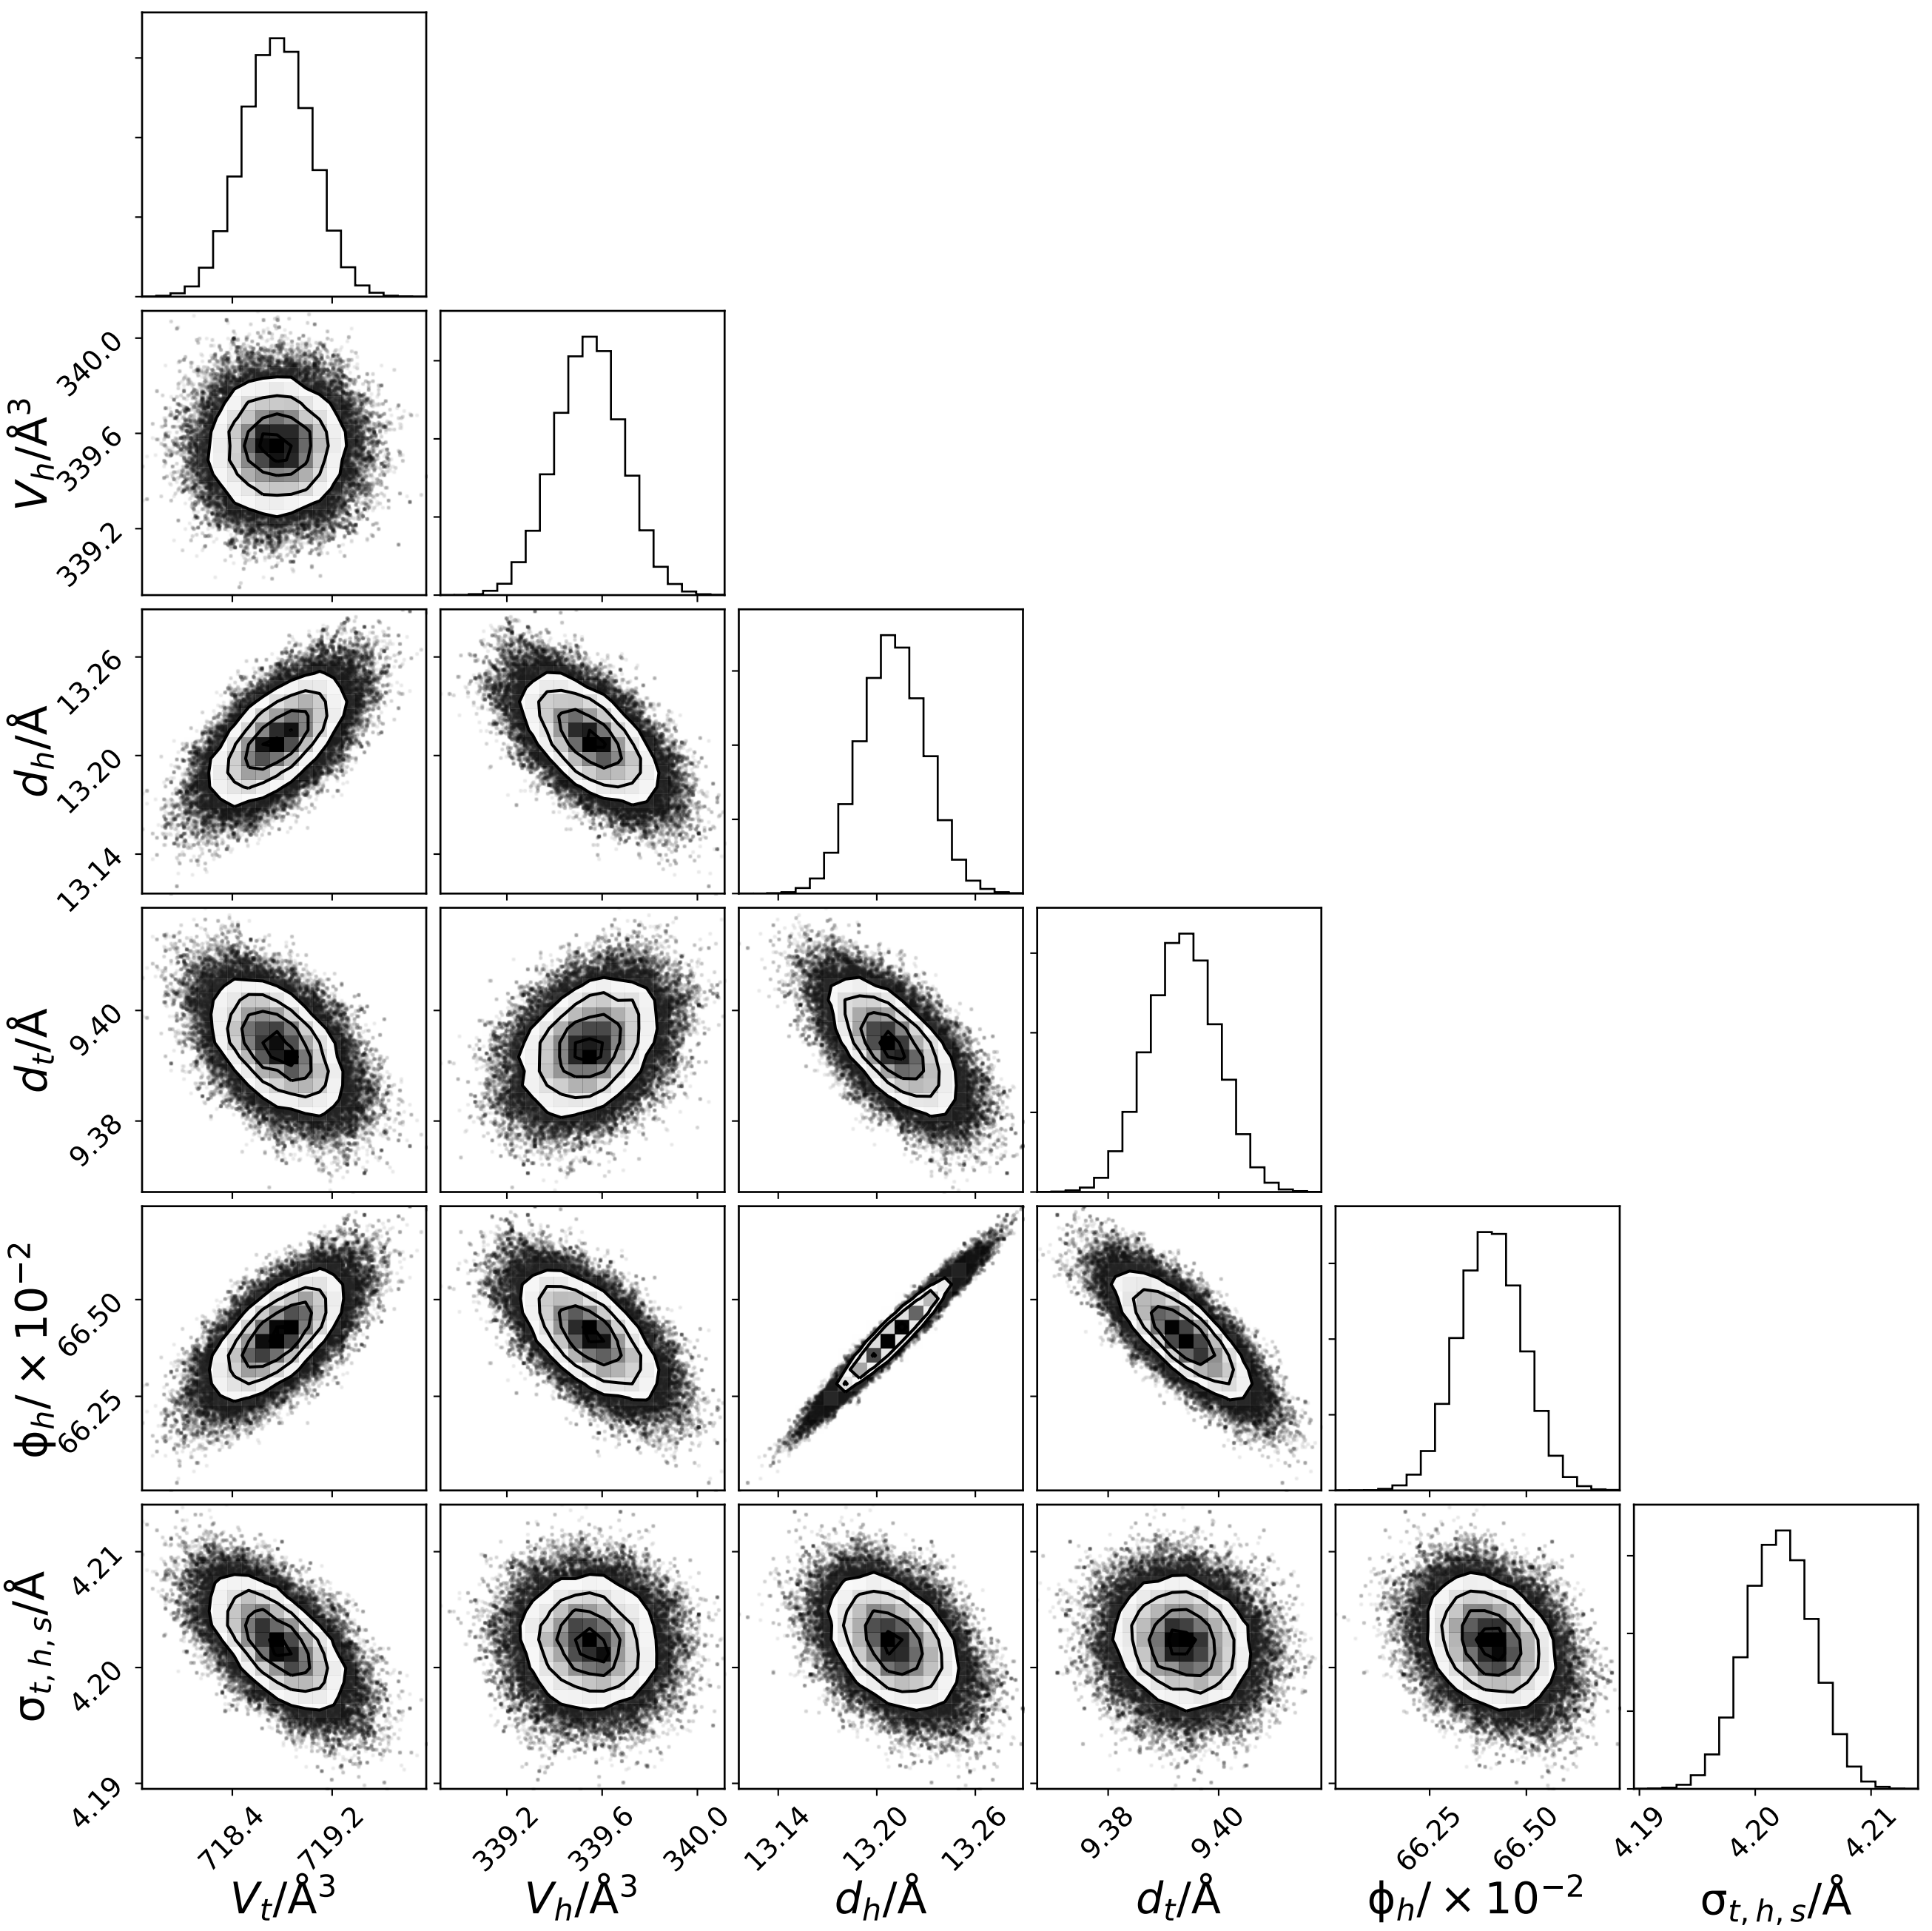 340.0
339.6
339.2
V_h/Å^3
13.26
13.20
13.14
d_h/Å
9.40
9.38
d_t/Å
66.50
66.25
ϕ_h/ × 10^{−2}
4.21
4.20
4.19
σ_{t, h, s}/Å
718.4 719.2 339.2 339.6 340.0 13.14 13.20 13.26 9.38 9.40 66.25 66.50 4.19 4.20 4.21
V_t/Å^3 V_h/Å^3 d_h/Å d_t/Å ϕ_h/ × 10^{−2} σ_{t, h, s}/Å